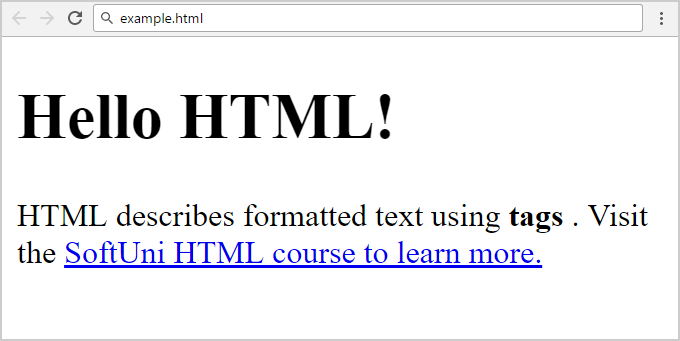 example.html
Hello HTML!
HTML describes formatted text using tags . Visit
the SoftUni HTML course to learn more.